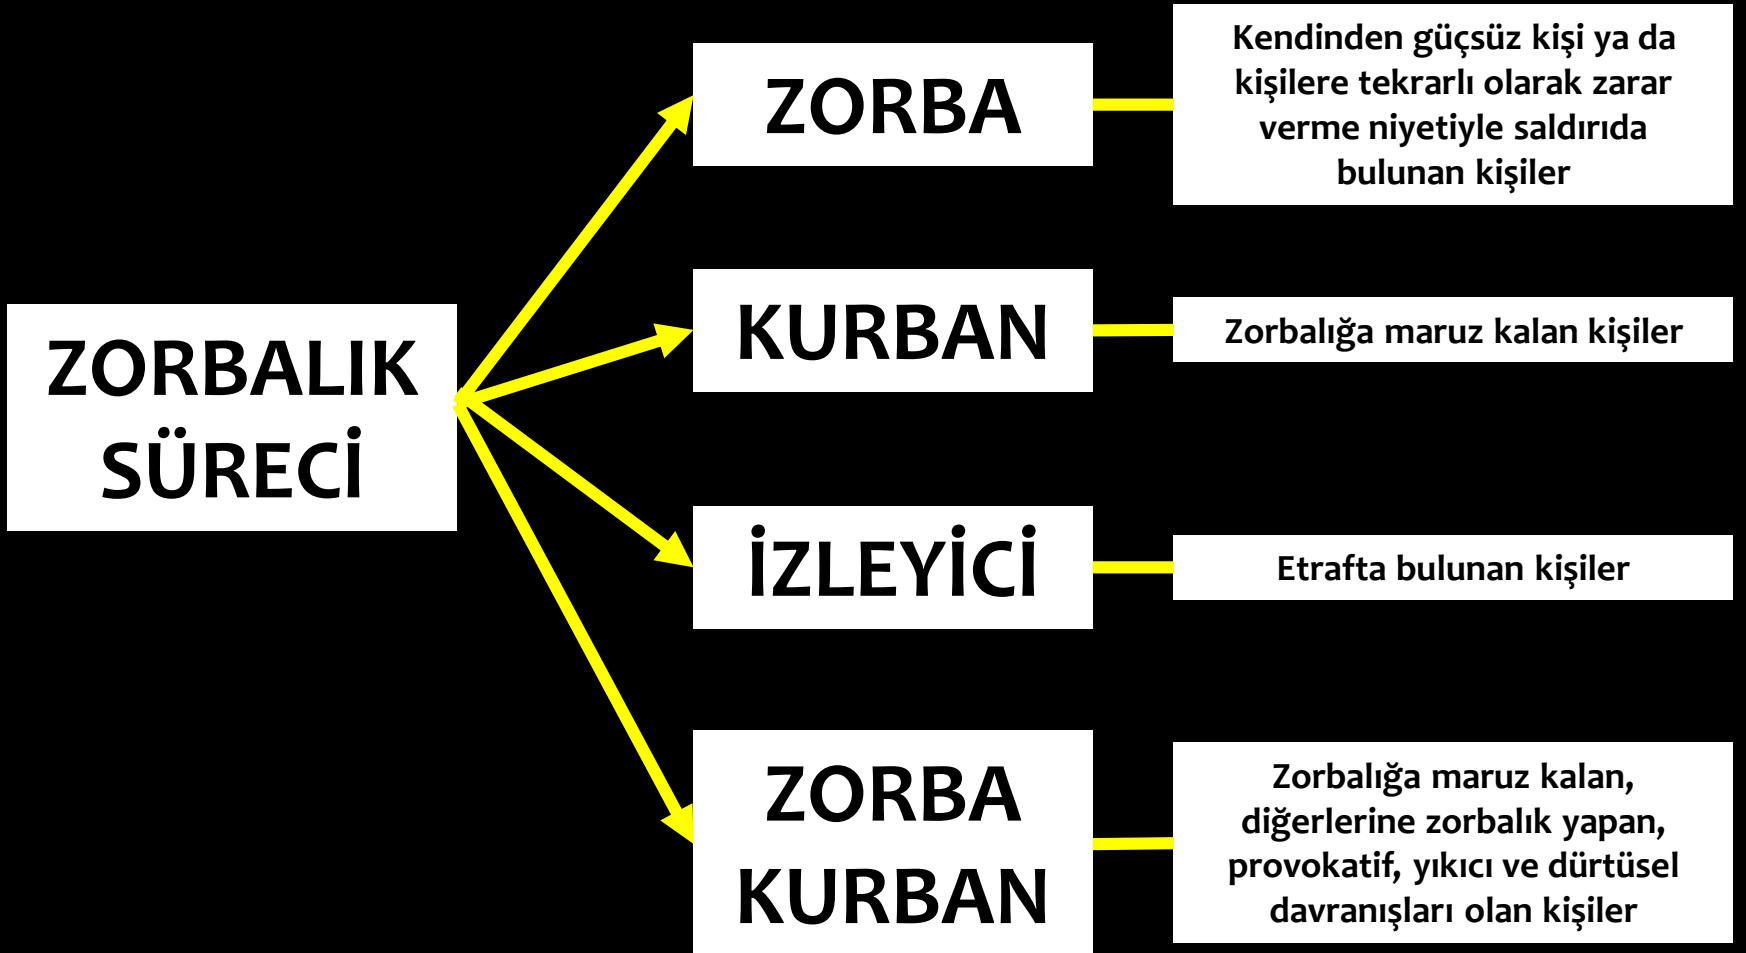 ZORBALIK
SÜRECİ
ZORBA
Kendinden güçsüz kişi ya da
kişilere tekrarlı olarak zarar
verme niyetiyle saldırıda
bulunan kişiler
KURBAN
Zorbalığa maruz kalan kişiler
İZLEYİCİ
Etrafta bulunan kişiler
ZORBA
KURBAN
Zorbalığa maruz kalan,
diğerlerine zorbalık yapan,
provokatif, yıkıcı ve dürtüsel
davranışları olan kişiler